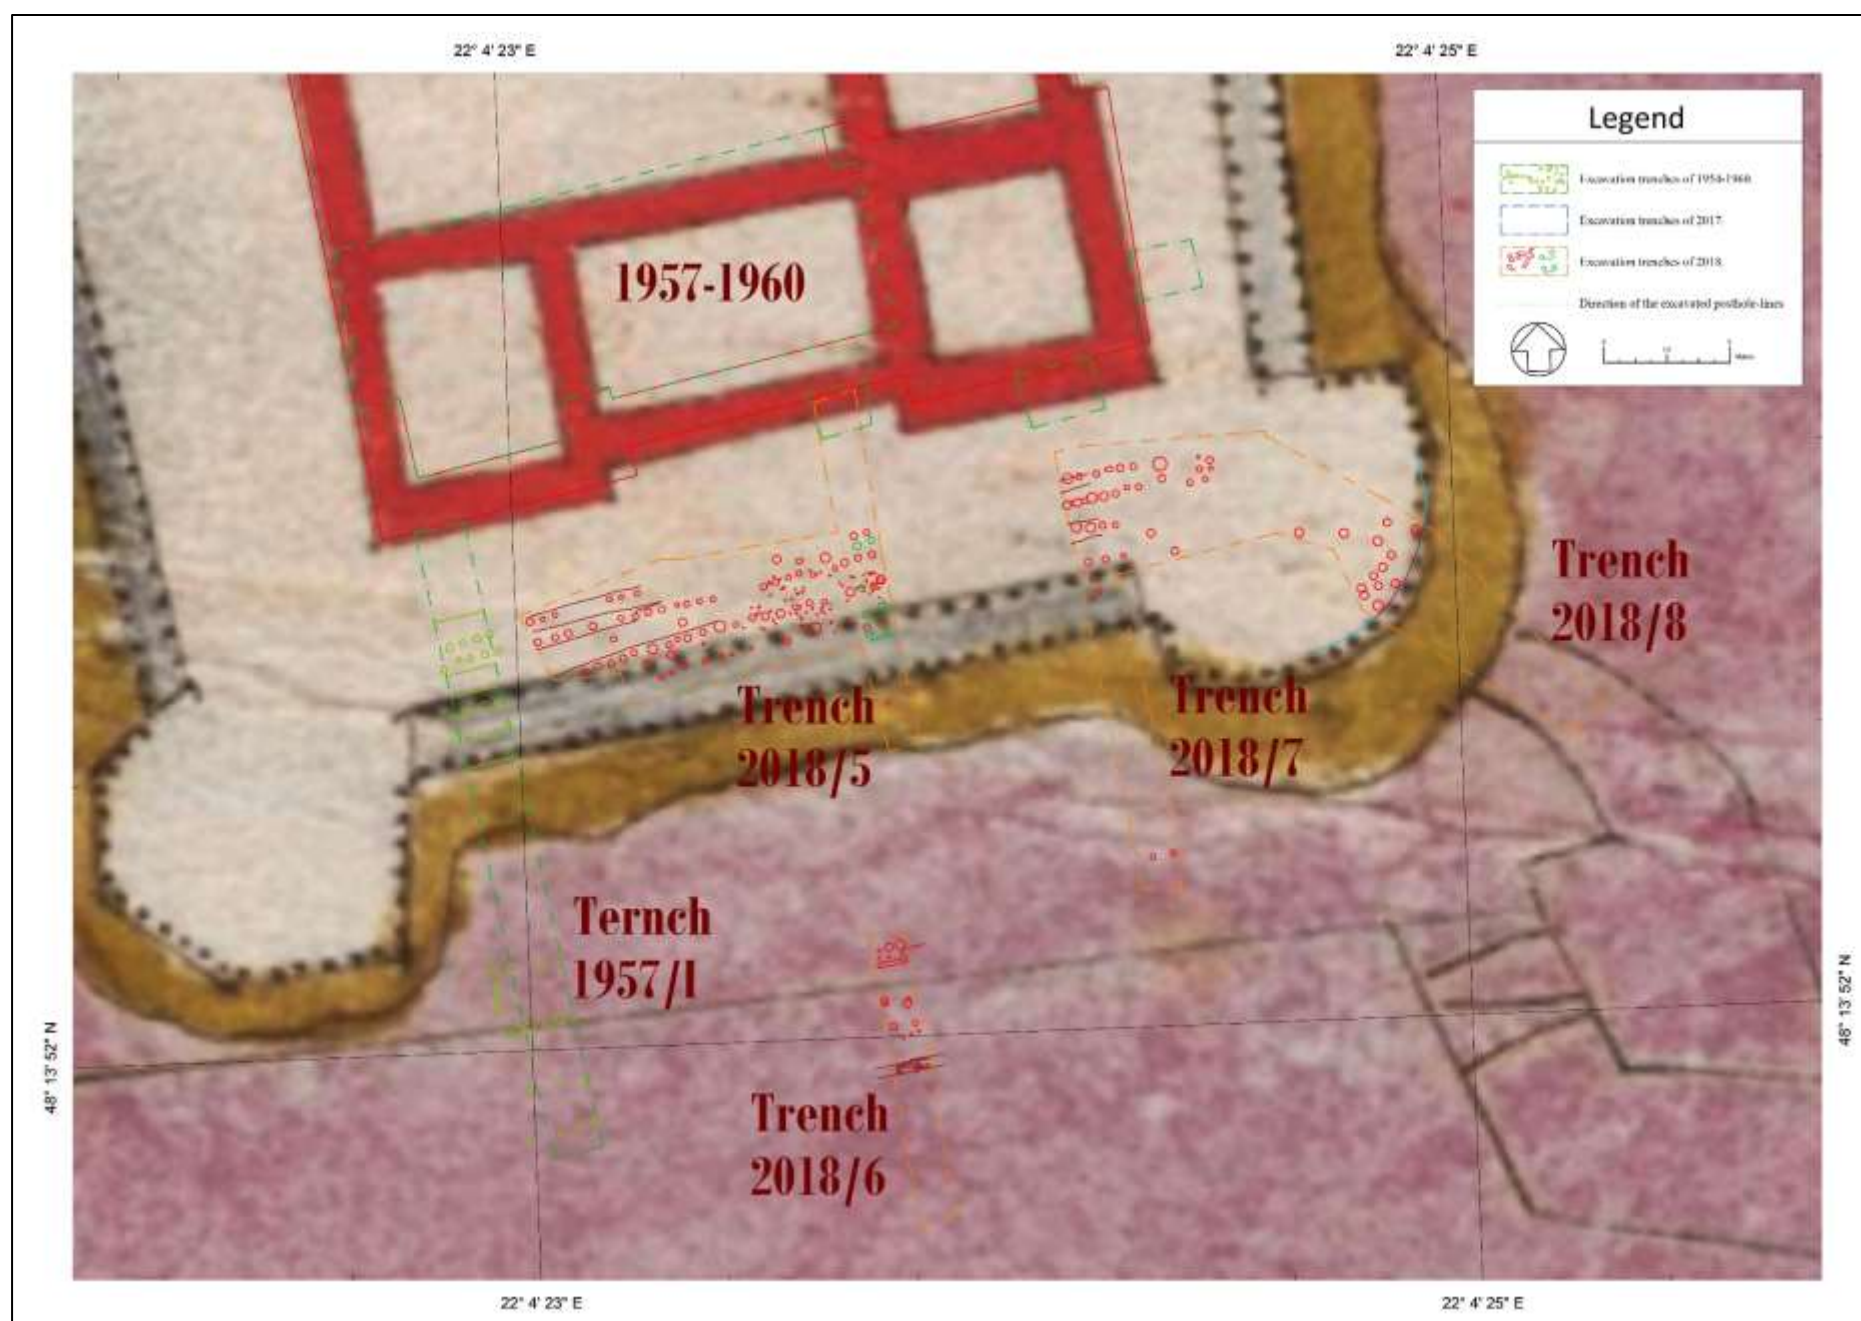 22° 4' 23" E
22° 4' 25" E
Legend
Excavation trenches of 1954-1960.
Excavation trenches of 2017.
Excavation trenches of 2018.
Direction of the excavated posthole-lines
Meters
1957-1960
Trench
2018/8
Trench
2018/5
Trench
2018/7
Ternch
1957/I
Trench
2018/6
48° 13' 52" N
48° 13' 52" N
22° 4' 23" E
22° 4' 25" E